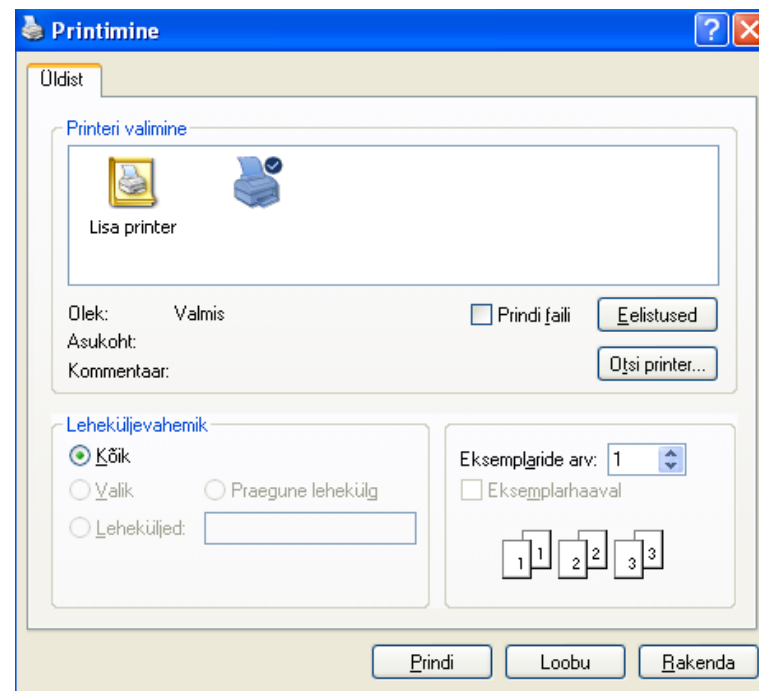 Printimine
Üldist
Printeri valimine
Lisa printer
Olek: Valmis
Prindi faili
Eelistused
Asukoht:
Kommentaar:
Otsi printer...
Leheküljevahemik
Kõik
Valik
Praegune lehekülg
Leheküljed:
Eksemplaride arv: 1
Eksemplarhaaval
1 1 2 2 3 3
Prindi Loobu Rakenda